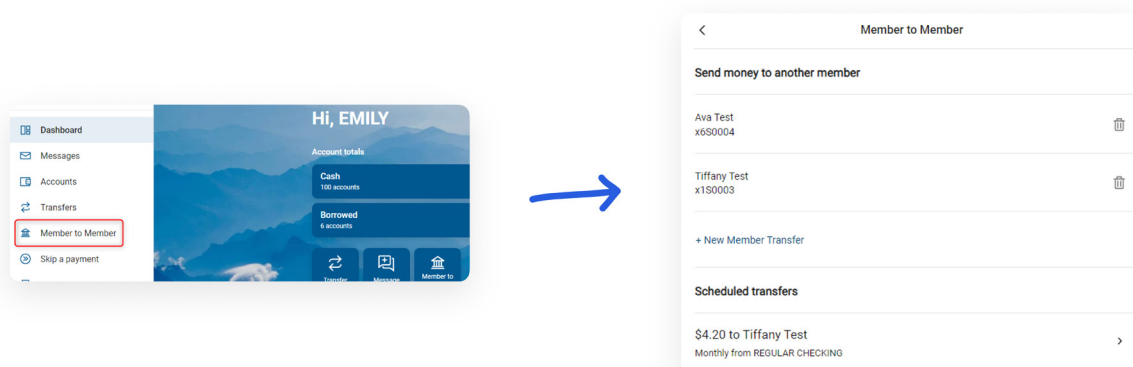 Dashboard
Messages
Accounts
Transfers
Member to Member
Skip a payment
Hi, EMILY
Account totals
Cash
100 accounts
Borrowed
6 accounts
Transfer
Message
Member to
Member to Member
Send money to another member
Ava Test
x6S0004
Tiffany Test
x1S0003
+ New Member Transfer
Scheduled transfers
$4.20 to Tiffany Test
Monthly from REGULAR CHECKING